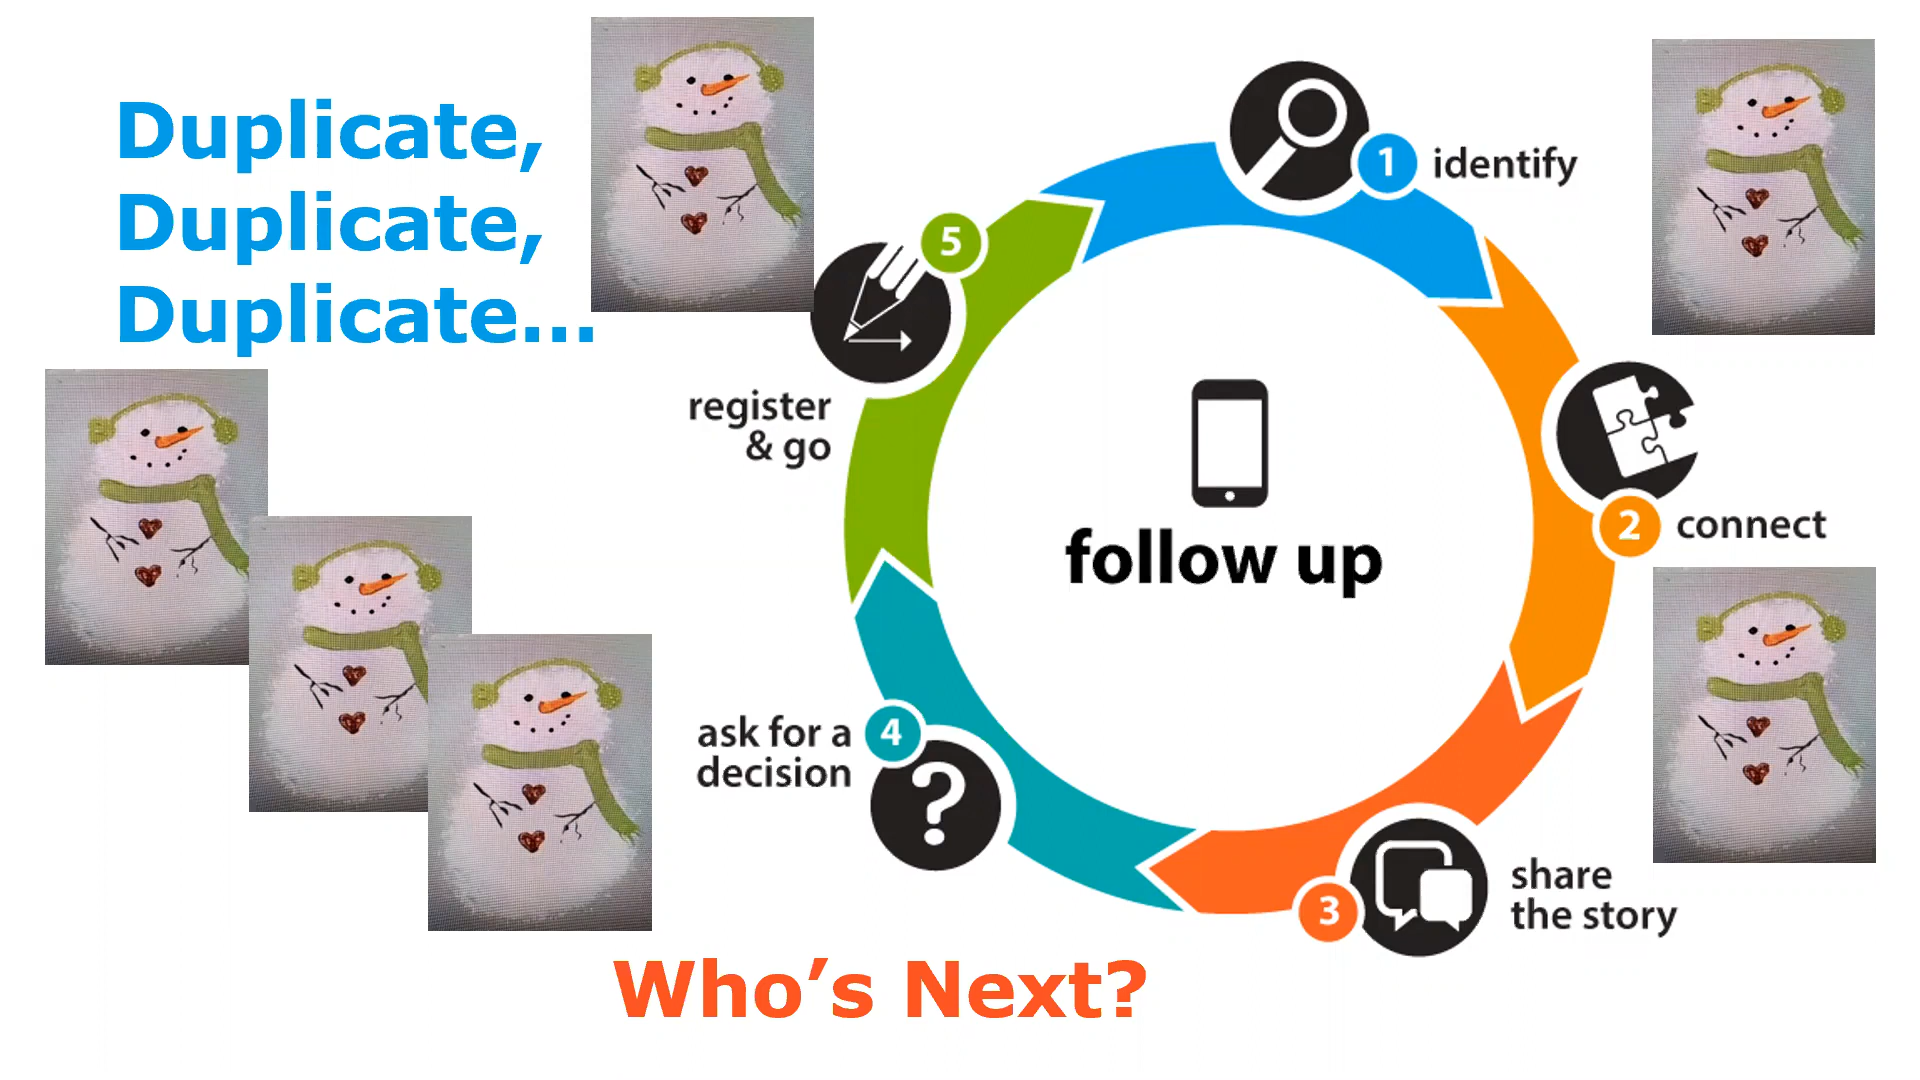 Duplicate,
Duplicate,
Duplicate...
1 identify
2 connect
3 share
the story
4 ask for a
decision
5 register
& go
follow up
Who’s Next?